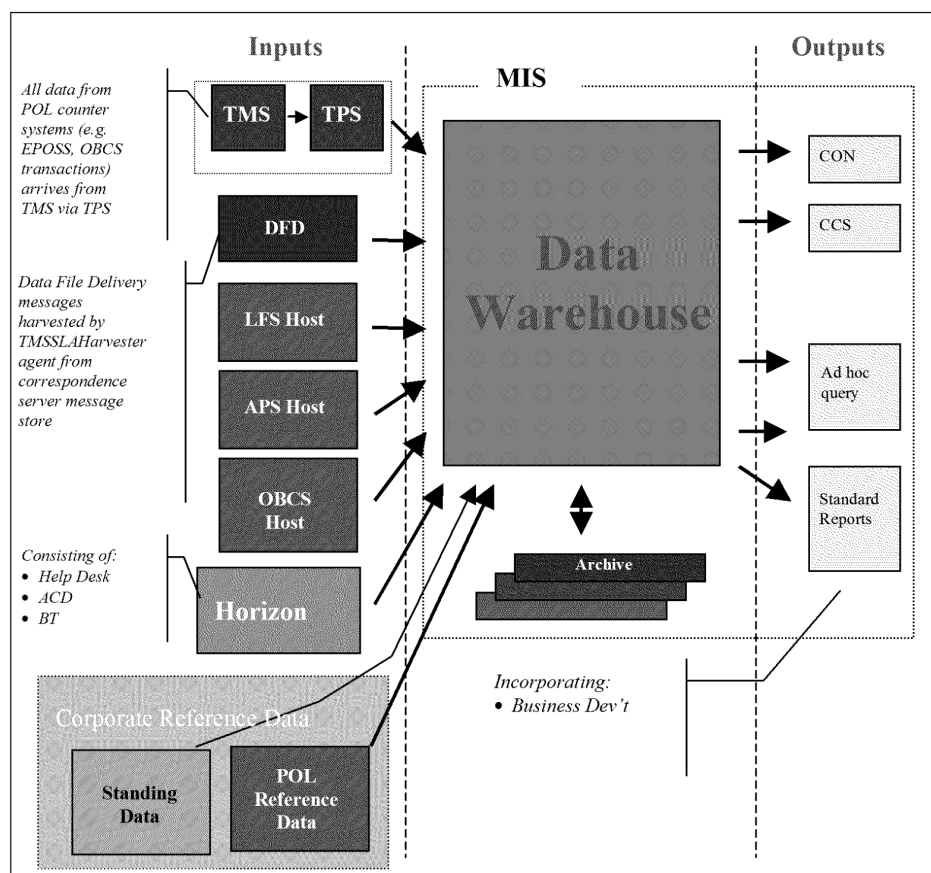 Inputs
Outputs
MIS
All data from
POL counter
systems (e.g.
EPOSS, OBCS
transactions)
arrives from
TMS via TPS
TMS
TPS
DFD
LFS Host
APS Host
OBCS
Host
Data File Delivery
messages
harvested by
TMSSLAHarvester
agent from
correspondence
server message
store
Consisting of:
• Help Desk
• ACD
• BT
Horizon
Corporate Reference Data
Standing
Data
POL
Reference
Data
Data
Warehouse
Archive
CON
CCS
Ad hoc
query
Standard
Reports
Incorporating:
• Business Dev't